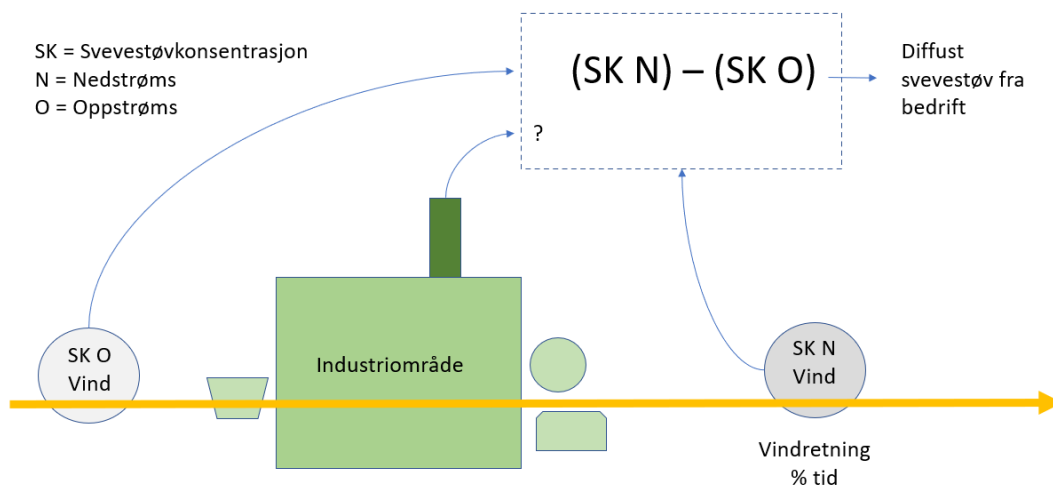 SK = Svevestøvkonsentrasjon
N = Nedstrøms
O = Oppstrøms
(SK N) – (SK O)
?
Diffust
svevestøv fra
bedrift
SK O
Vind
Industriområde
SK N
Vind
Vindretning
% tid